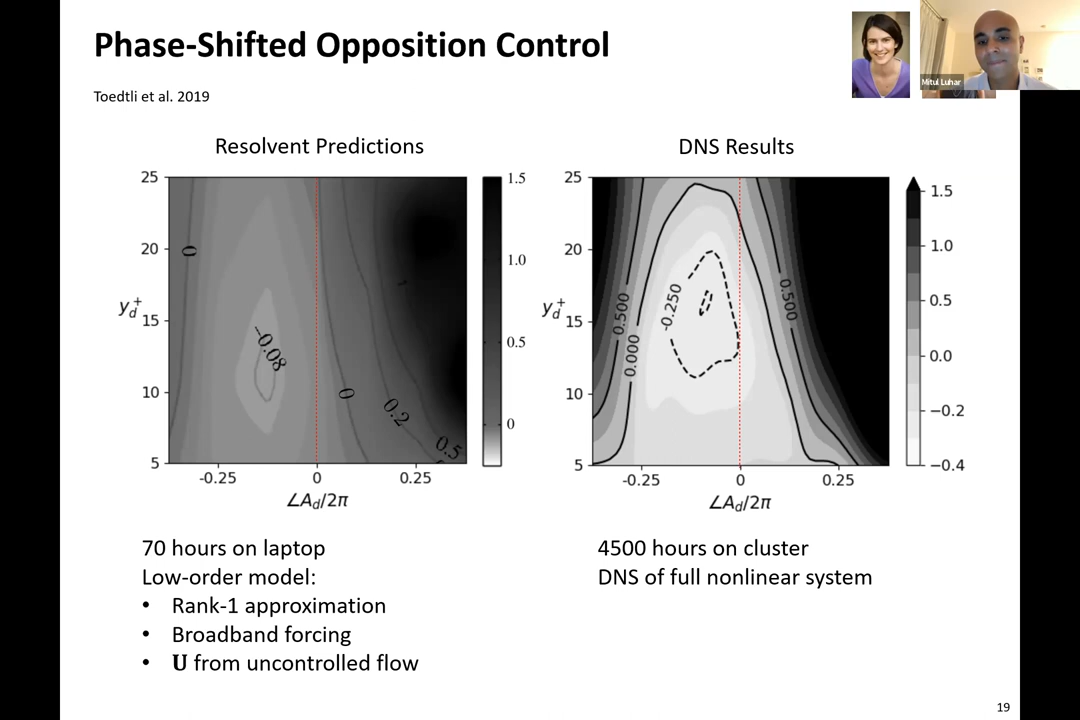 Phase-Shifted Opposition Control
Mitul Luhar
Toedtli et al. 2019
Resolvent Predictions
DNS Results
25
20
15
10
5
y_d^+
-0.25
0
0.25
∠A_d/2π
0
−0.08
0
0.2
0.5
1.5
1.0
0.5
0
25
20
15
10
5
y_d^+
-0.25
0
0.25
∠A_d/2π
0.500
0.000
-0.250
0.500
1.5
1.0
0.5
0.0
−0.2
−0.4
70 hours on laptop
Low-order model:
• Rank-1 approximation
• Broadband forcing
• U from uncontrolled flow
4500 hours on cluster
DNS of full nonlinear system
19